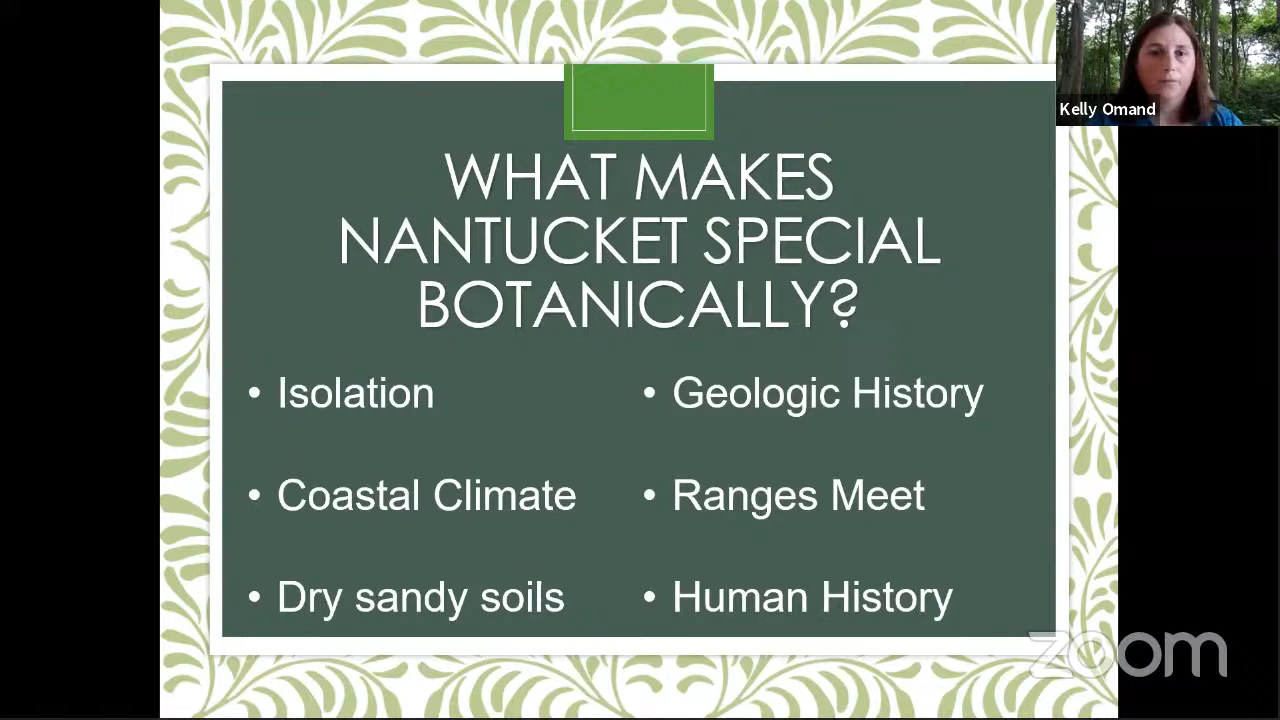 Kelly Omand
WHAT MAKES
NANTUCKET SPECIAL
BOTANICALLY?
• Isolation
• Coastal Climate
• Dry sandy soils
• Geologic History
• Ranges Meet
• Human History
zoom